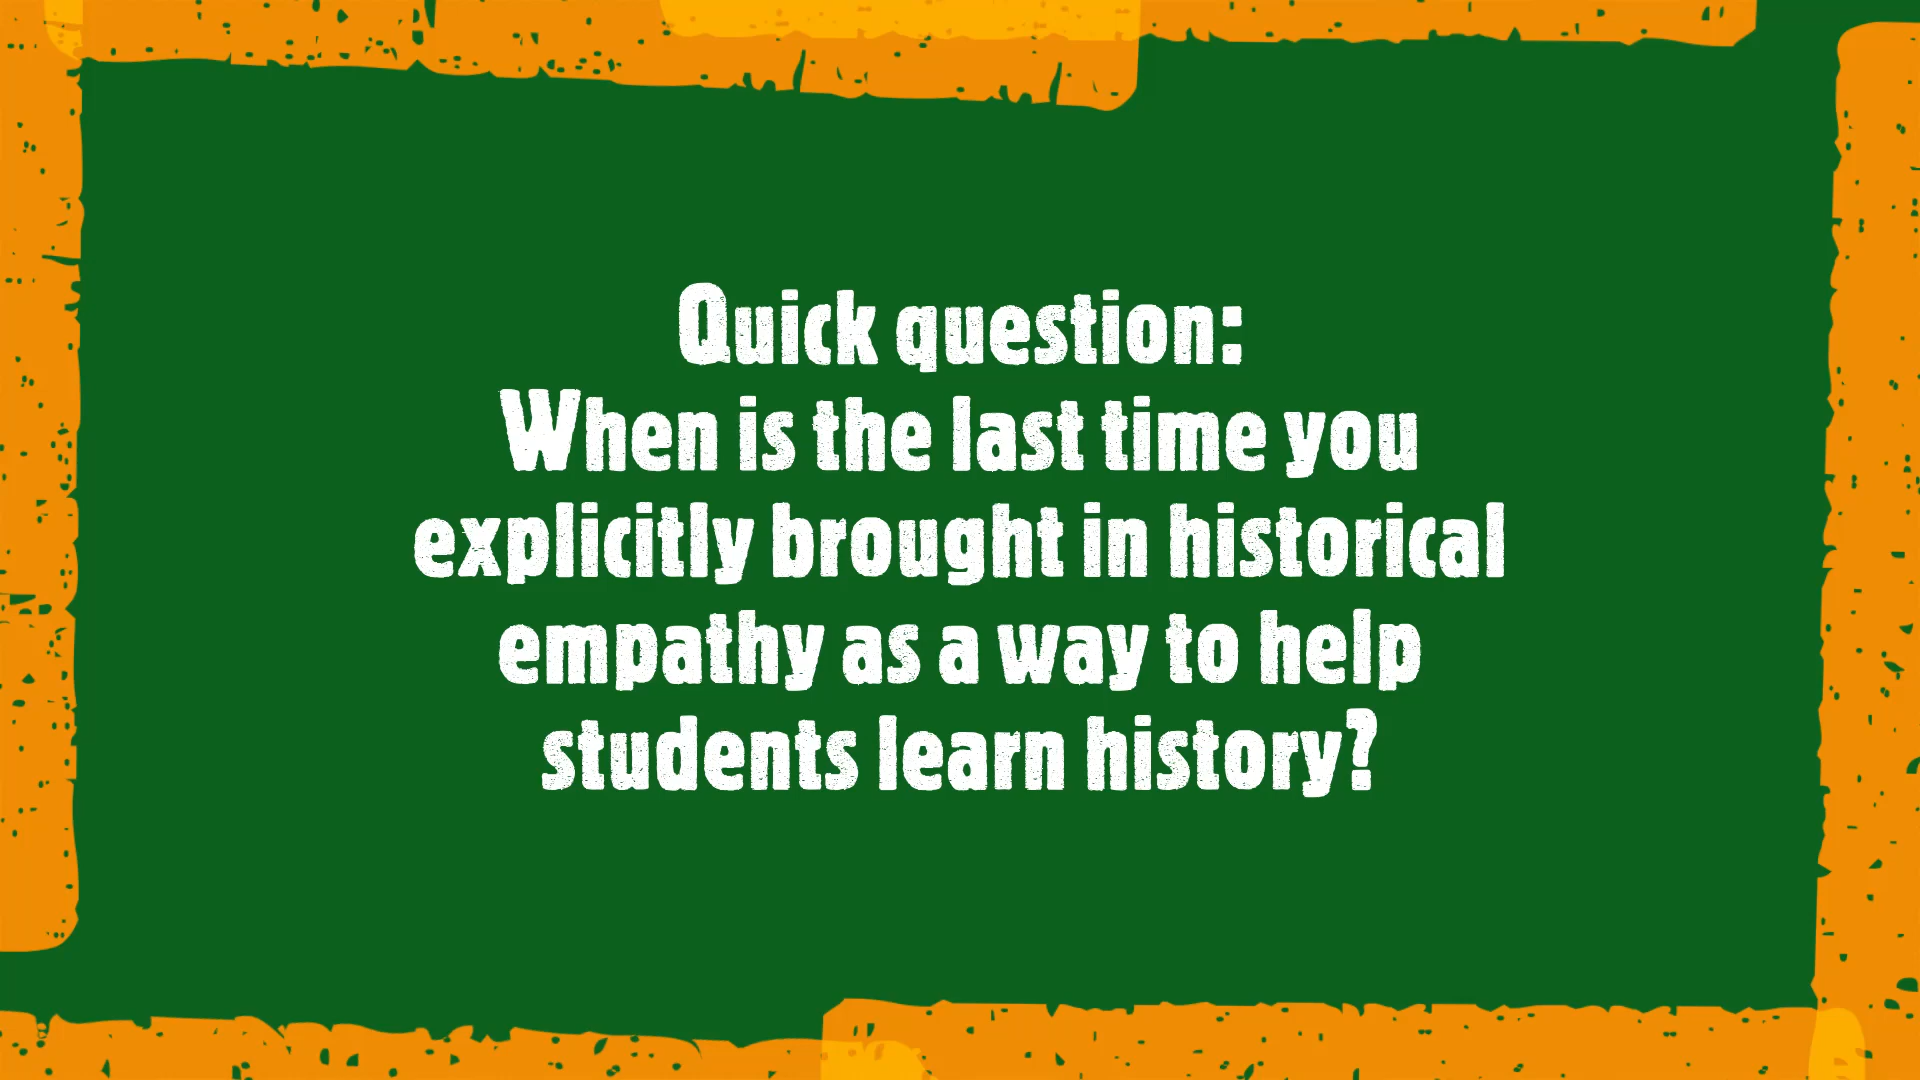 Quick question:
When is the last time you
explicitly brought in historical
empathy as a way to help
students learn history?